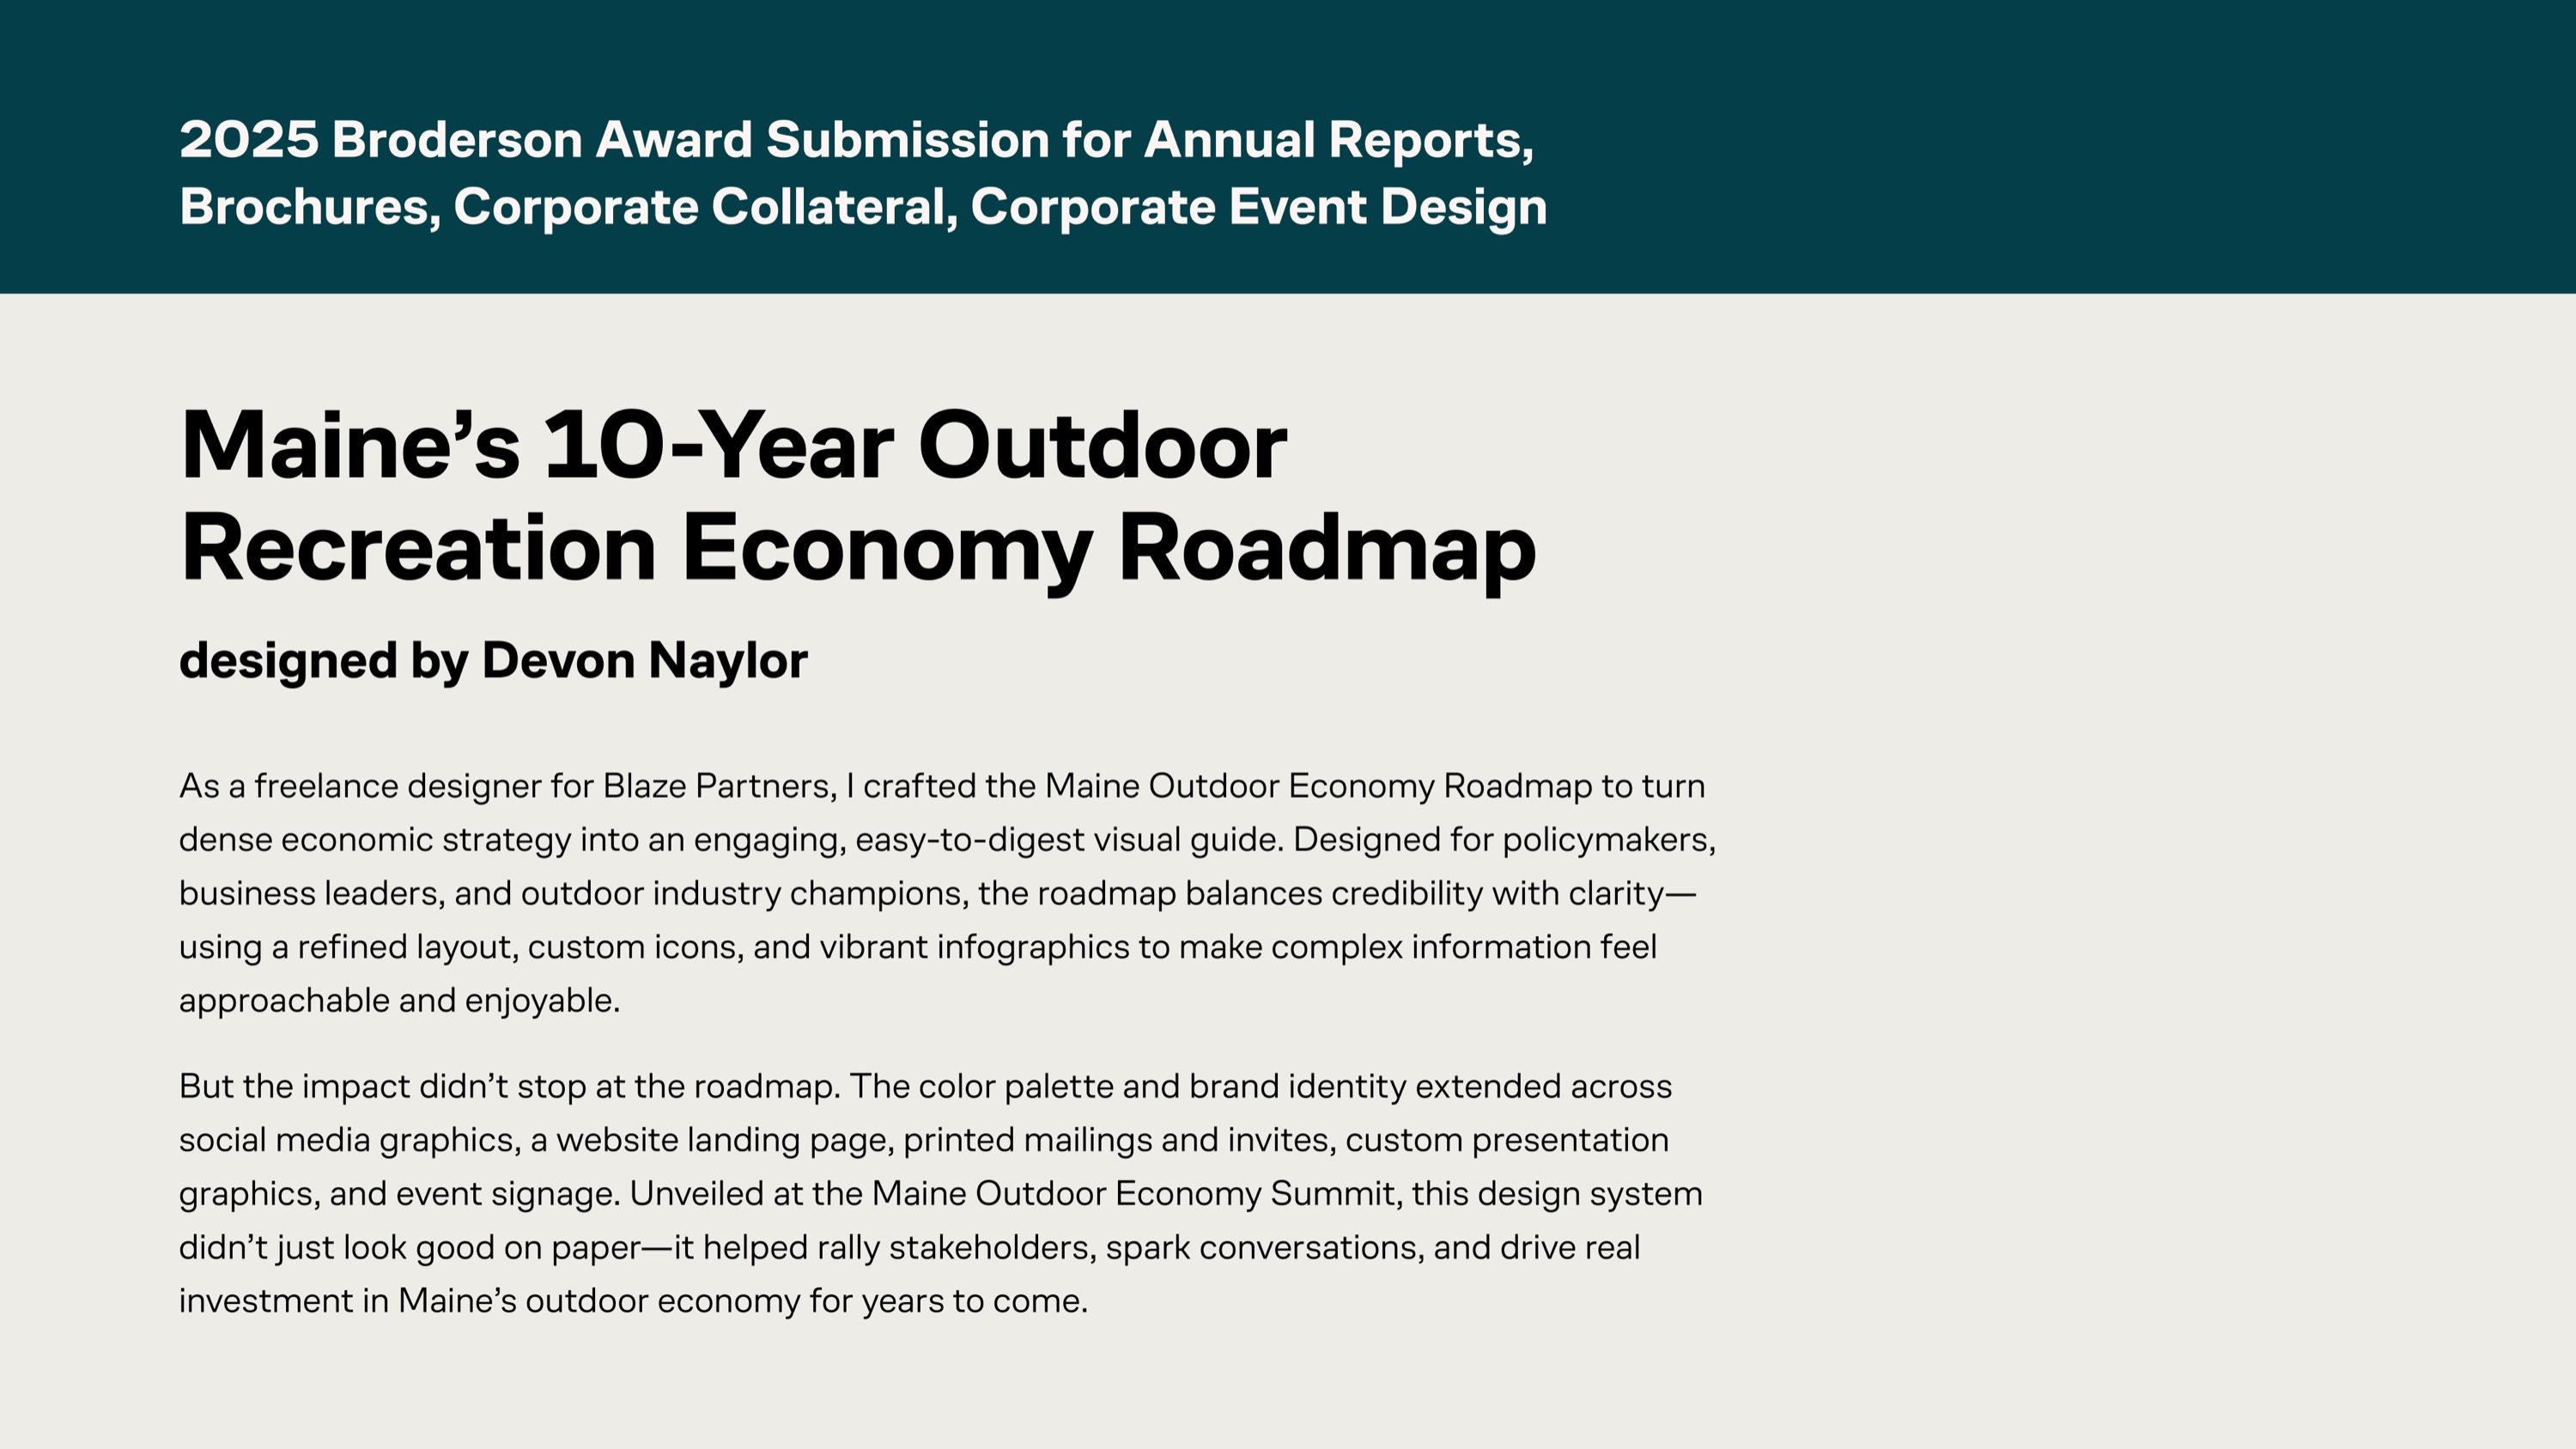 2025 Broderson Award Submission for Annual Reports,
Brochures, Corporate Collateral, Corporate Event Design
Maine’s 10-Year Outdoor
Recreation Economy Roadmap
designed by Devon Naylor
As a freelance designer for Blaze Partners, I crafted the Maine Outdoor Economy Roadmap to turn
dense economic strategy into an engaging, easy-to-digest visual guide. Designed for policymakers,
business leaders, and outdoor industry champions, the roadmap balances credibility with clarity—
using a refined layout, custom icons, and vibrant infographics to make complex information feel
approachable and enjoyable.
But the impact didn’t stop at the roadmap. The color palette and brand identity extended across
social media graphics, a website landing page, printed mailings and invites, custom presentation
graphics, and event signage. Unveiled at the Maine Outdoor Economy Summit, this design system
didn’t just look good on paper—it helped rally stakeholders, spark conversations, and drive real
investment in Maine’s outdoor economy for years to come.